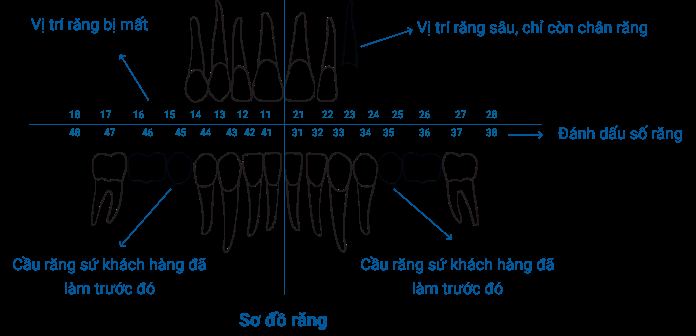 Vị trí răng bị mất
Vị trí răng sâu, chỉ còn chân răng
18 17 16 15 14 13 12 11 21 22 23 24 25 26 27 28
48 47 46 45 44 43 42 41 31 32 33 34 35 36 37 38
Đánh dấu số răng
Cầu răng sứ khách hàng đã
làm trước đó
Cầu răng sứ khách hàng đã
làm trước đó
Sơ đồ răng